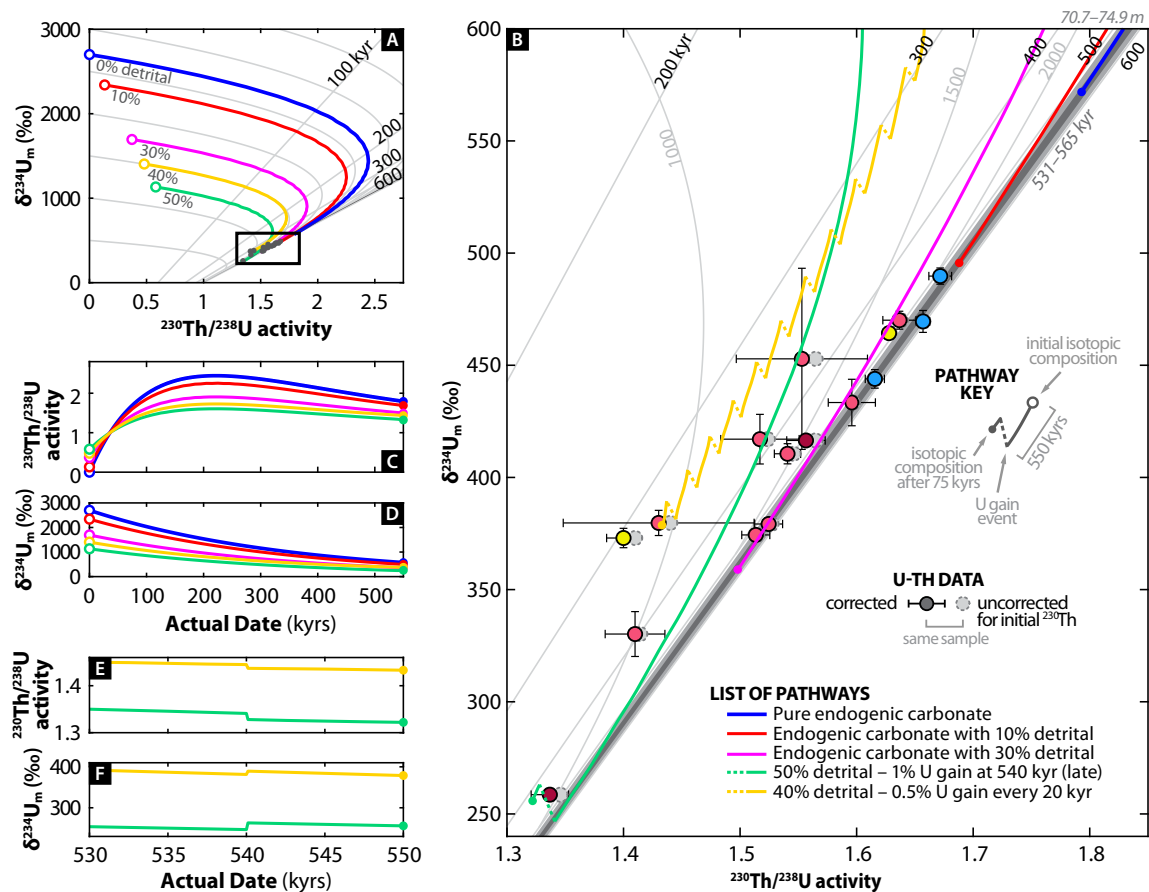 A
3000
2000
1000
0
δ²³⁴Uₘ (‰)
0% detrital
10%
30%
40%
50%
100 kyr
200
300
600
0
0.5
1
1.5
2
2.5
²³⁰Th/²³⁸U activity
C
2
1
0
²³⁰Th/²³⁸U
activity
D
3000
2000
1000
0
δ²³⁴Uₘ (‰)
0
100
200
300
400
500
Actual Date (kyrs)
E
1.4
1.3
²³⁰Th/²³⁸U
activity
F
400
300
δ²³⁴Uₘ (‰)
530
535
540
545
550
Actual Date (kyrs)
B
70.7–74.9 m
600
550
500
450
400
350
300
250
δ²³⁴Uₘ (‰)
200 kyr
300
400
500
600
1000
1500
2000
531–565 kyr
PATHWAY
KEY
initial isotopic
composition
550 kyrs
isotopic
composition
after 75 kyrs
U gain
event
U-TH DATA
corrected
uncorrected
for initial ²³⁰Th
same sample
LIST OF PATHWAYS
Pure endogenic carbonate
Endogenic carbonate with 10% detrital
Endogenic carbonate with 30% detrital
50% detrital – 1% U gain at 540 kyr (late)
40% detrital – 0.5% U gain every 20 kyr
1.3
1.4
1.5
1.6
1.7
1.8
²³⁰Th/²³⁸U activity